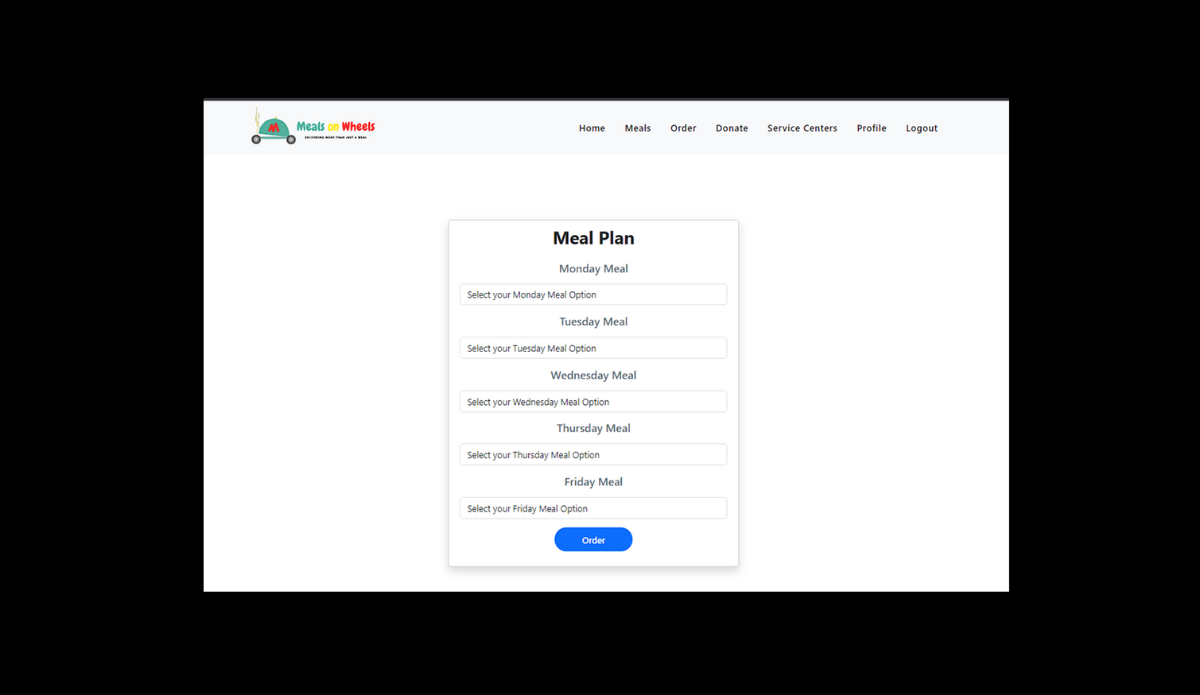 M
Meals on Wheels
DELIVERING MORE THAN JUST A MEAL
Home Meals Order Donate Service Centers Profile Logout
Meal Plan
Monday Meal
Select your Monday Meal Option
Tuesday Meal
Select your Tuesday Meal Option
Wednesday Meal
Select your Wednesday Meal Option
Thursday Meal
Select your Thursday Meal Option
Friday Meal
Select your Friday Meal Option
Order